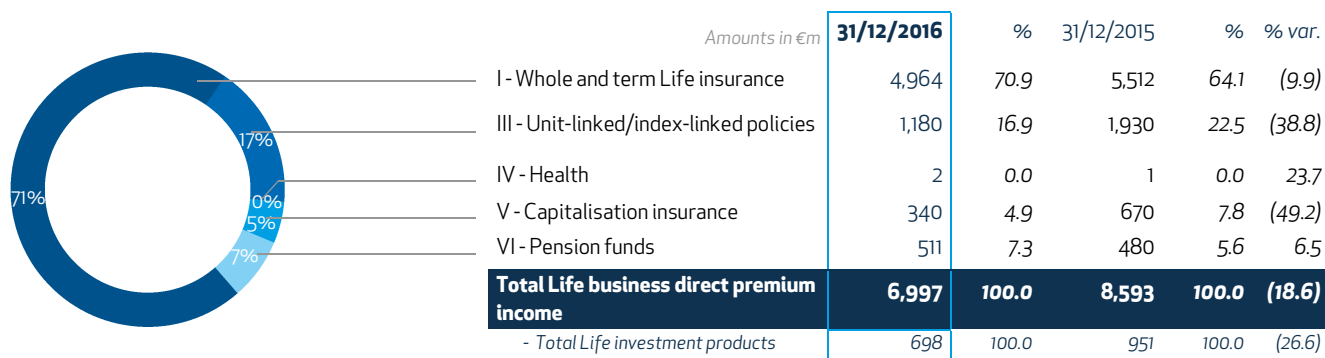 Amounts in €m 31/12/2016 % 31/12/2015 % % var.
I - Whole and term Life insurance 4,964 70.9 5,512 64.1 (9.9)
III - Unit-linked/index-linked policies 1,180 16.9 1,930 22.5 (38.8)
IV - Health 2 0.0 1 0.0 23.7
V - Capitalisation insurance 340 4.9 670 7.8 (49.2)
VI - Pension funds 511 7.3 480 5.6 6.5
Total Life business direct premium
income 6,997 100.0 8,593 100.0 (18.6)
- Total Life investment products 698 100.0 951 100.0 (26.6)
17%
71%
0%
5%
7%